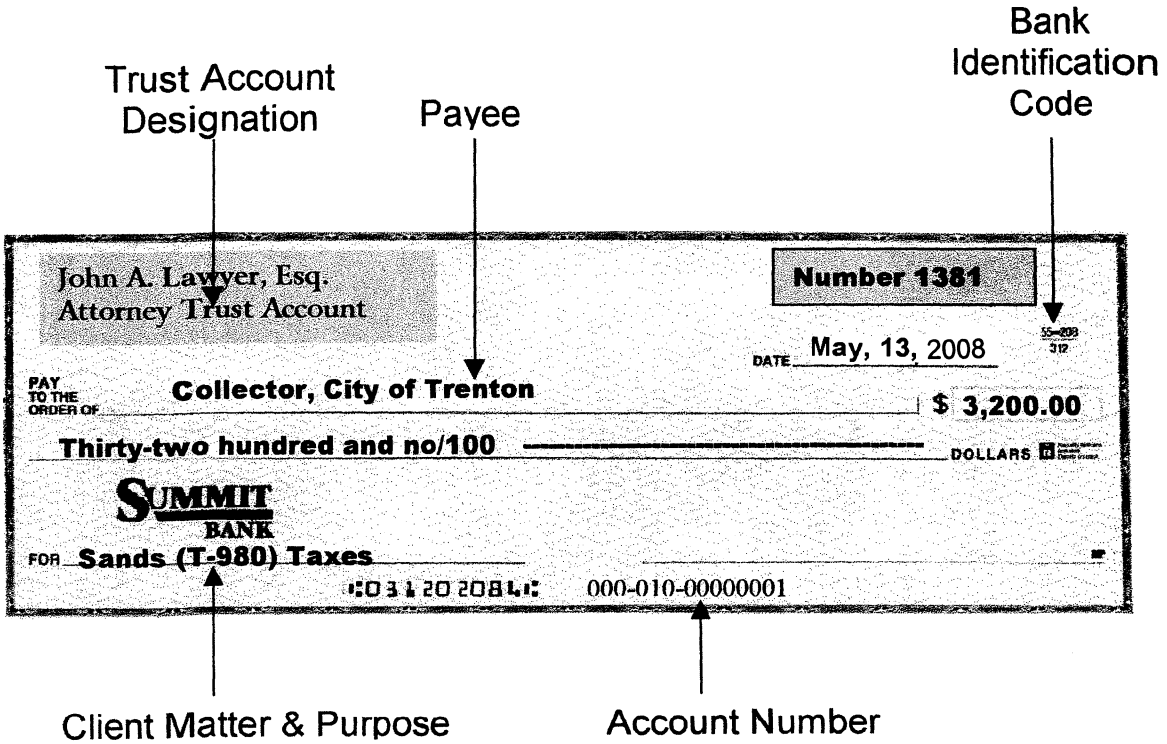 Bank
Identification
Code
Trust Account
Designation
Payee
John A. Lawyer, Esq.
Attorney Trust Account
Number 1381
55-208
312
DATE May, 13, 2008
PAY
TO THE
ORDER OF Collector, City of Trenton $ 3,200.00
Thirty-two hundred and no/100 DOLLARS
SUMMIT
BANK
FOR Sands (T-980) Taxes
MP
⑆031202084⑆ 000-010-00000001
Client Matter & Purpose
Account Number